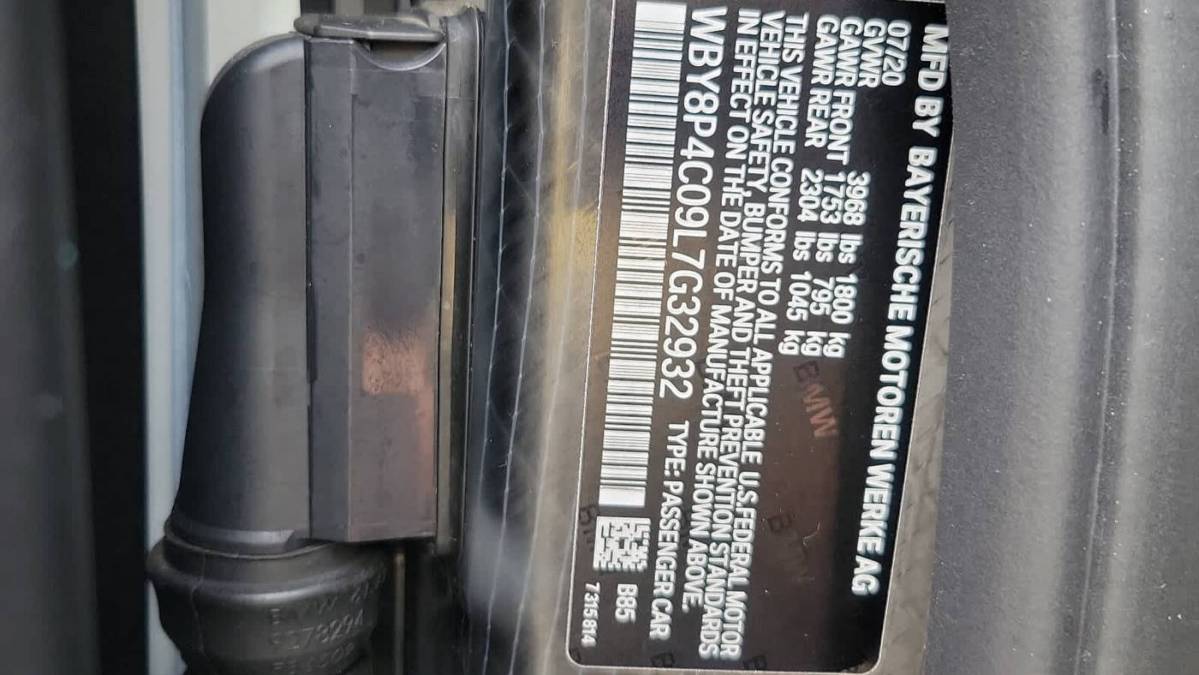 MFD BY BAYERISCHE MOTOREN WERKE AG
07/20
GVWR 3968 lbs 1800 kg
GAWR FRONT 1753 lbs 795 kg
GAWR REAR 2304 lbs 1045 kg
THIS VEHICLE CONFORMS TO ALL APPLICABLE U.S.FEDERAL MOTOR
VEHICLE SAFETY, BUMPER AND THEFT PREVENTION STANDARDS
IN EFFECT ON THE DATE OF MANUFACTURE SHOWN ABOVE.
WBY8P4C09L7G32932 TYPE: PASSENGER CAR
B85
7315814
BMW